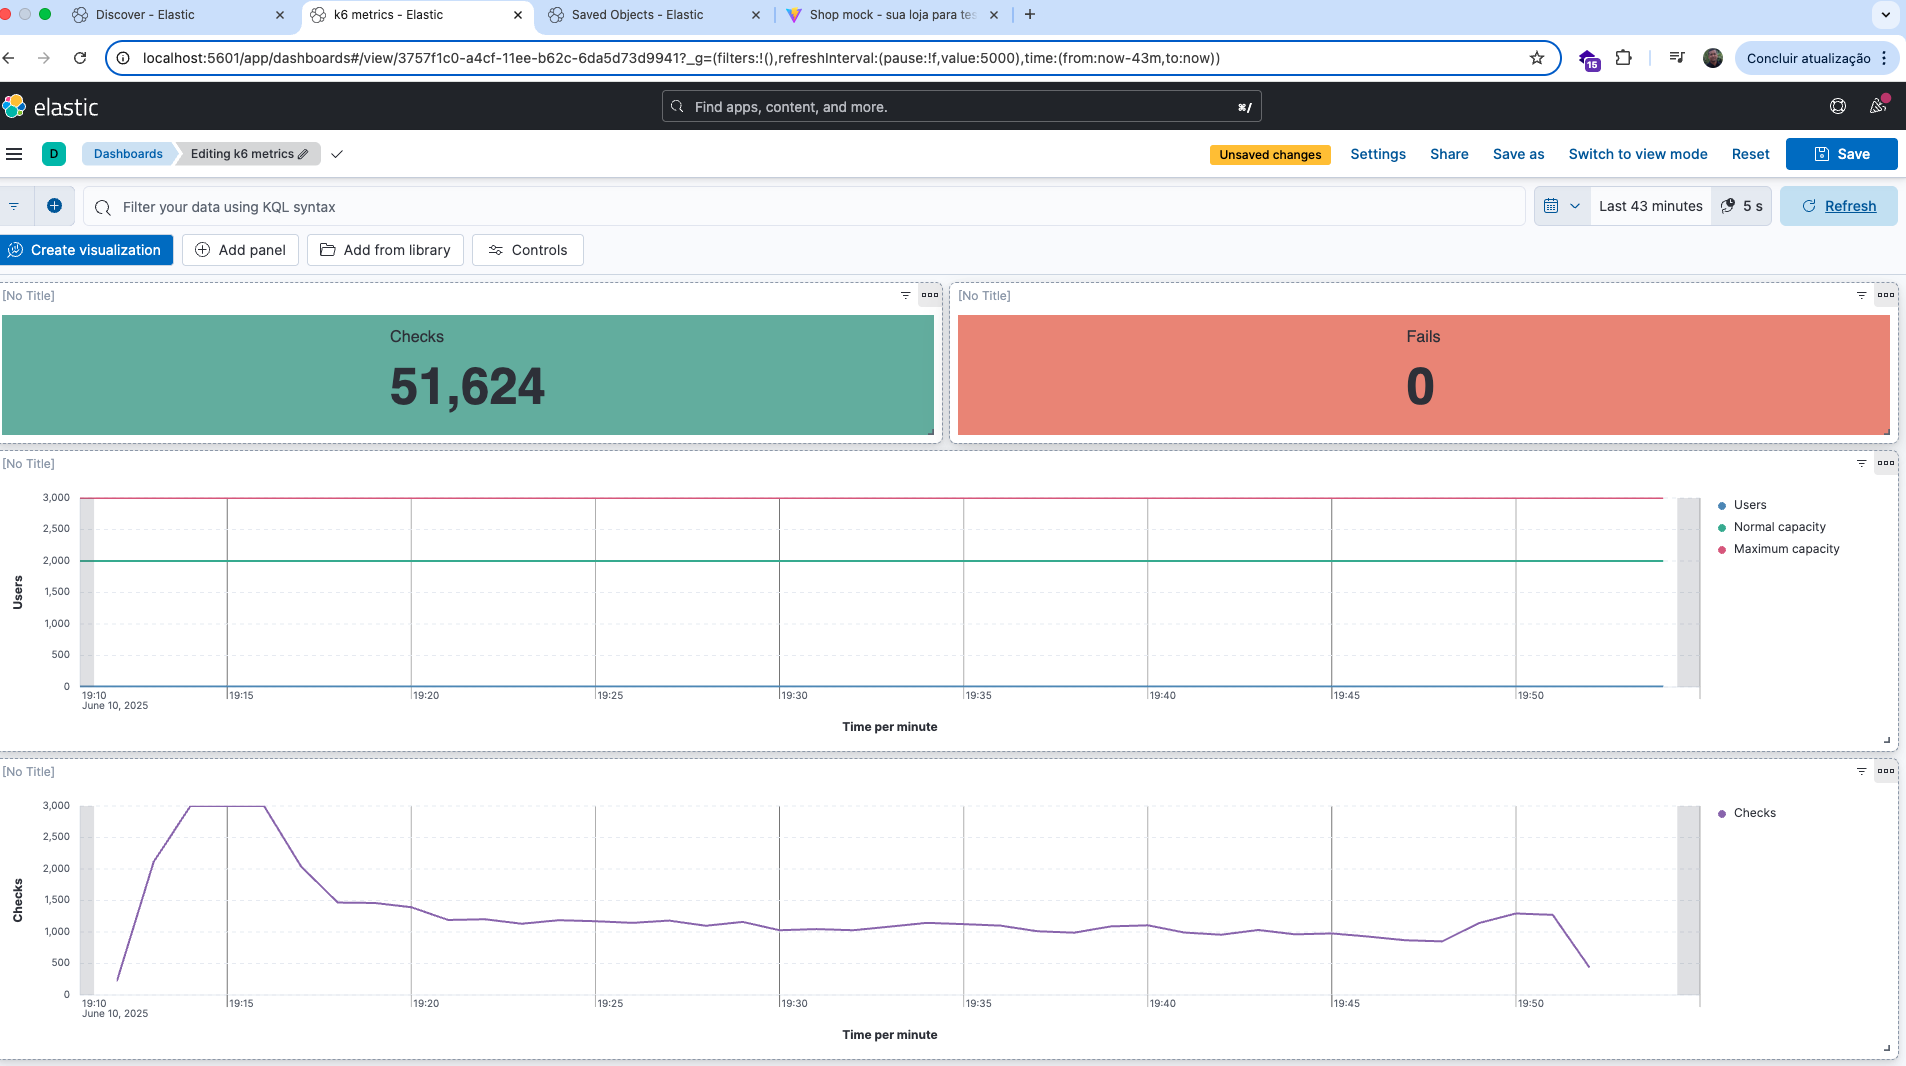 Discover - Elastic
k6 metrics - Elastic
Saved Objects - Elastic
Shop mock - sua loja para tes
localhost:5601/app/dashboards#/view/3757f1c0-a4cf-11ee-b62c-6da5d73d9941?_g=(filters:!(),refreshInterval:(pause:!f,value:5000),time:(from:now-43m,to:now))
15
Concluir atualização
elastic
Find apps, content, and more.
⌘/
D
Dashboards
Editing k6 metrics
Unsaved changes
Settings
Share
Save as
Switch to view mode
Reset
Save
Filter your data using KQL syntax
Last 43 minutes
5 s
Refresh
Create visualization
Add panel
Add from library
Controls
[No Title]
Checks
51,624
[No Title]
Fails
0
[No Title]
3,000
2,500
2,000
1,500
1,000
500
0
Users
19:10
June 10, 2025
19:15
19:20
19:25
19:30
19:35
19:40
19:45
19:50
Time per minute
Users
Normal capacity
Maximum capacity
[No Title]
3,000
2,500
2,000
1,500
1,000
500
0
Checks
19:10
June 10, 2025
19:15
19:20
19:25
19:30
19:35
19:40
19:45
19:50
Time per minute
Checks